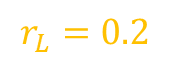 r_L = 0.2